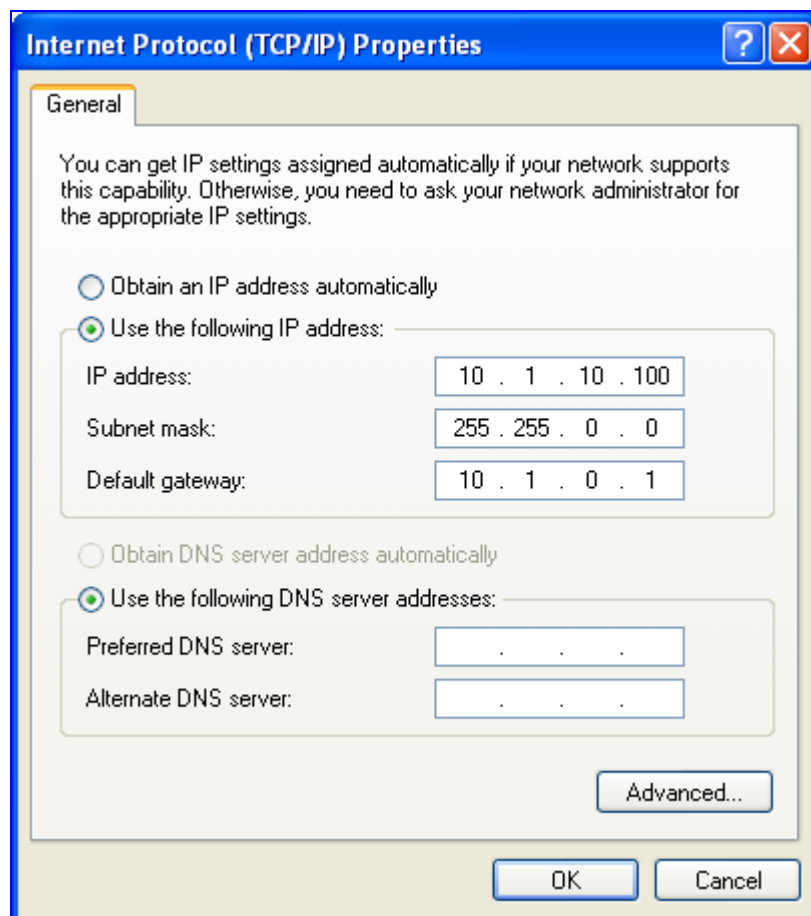 Internet Protocol (TCP/IP) Properties
General
You can get IP settings assigned automatically if your network supports
this capability. Otherwise, you need to ask your network administrator for
the appropriate IP settings.
Obtain an IP address automatically
Use the following IP address:
IP address: 10 . 1 . 10 . 100
Subnet mask: 255 . 255 . 0 . 0
Default gateway: 10 . 1 . 0 . 1
Obtain DNS server address automatically
Use the following DNS server addresses:
Preferred DNS server: . . .
Alternate DNS server: . . .
Advanced...
OK Cancel